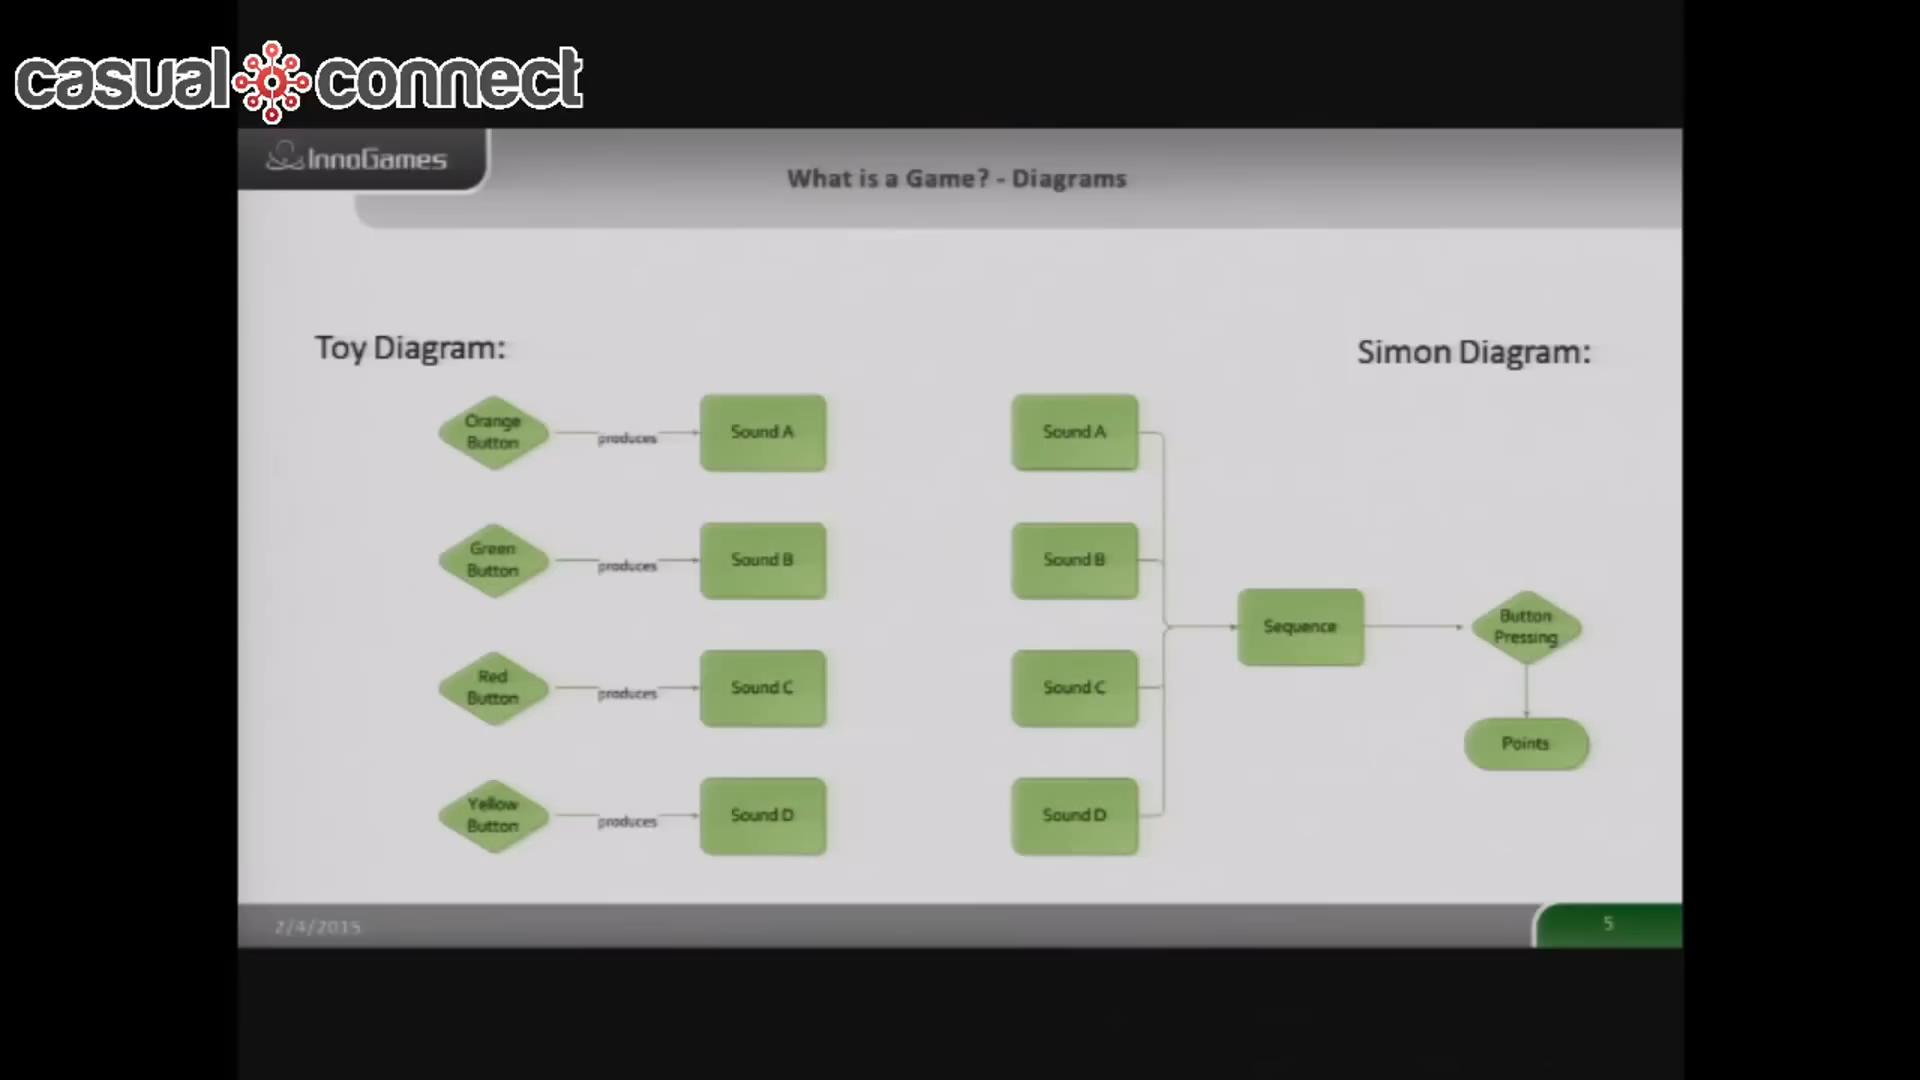 casual connect
InnoGames
What is a Game? - Diagrams
Toy Diagram:
Simon Diagram:
Orange
Button
produces
Sound A
Sound A
Green
Button
produces
Sound B
Sound B
Sequence
Button
Pressing
Red
Button
produces
Sound C
Sound C
Points
Yellow
Button
produces
Sound D
Sound D
2/4/2015
5